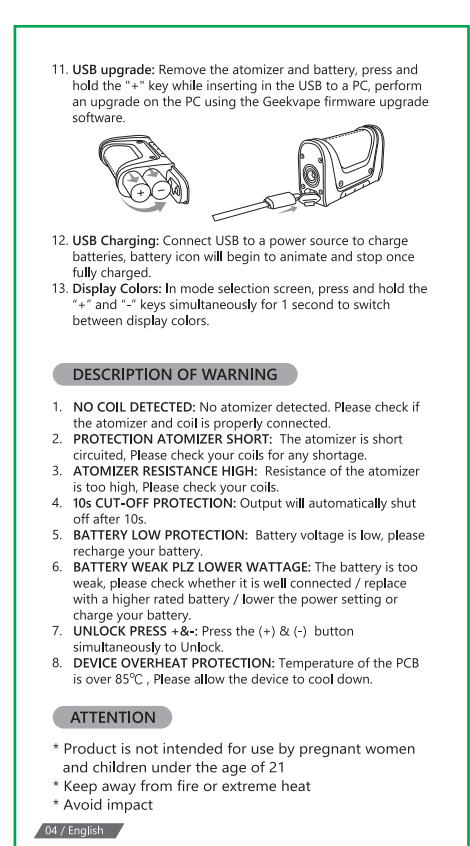 11. USB upgrade: Remove the atomizer and battery, press and
hold the "+" key while inserting in the USB to a PC, perform
an upgrade on the PC using the Geekvape firmware upgrade
software.
+ −
12. USB Charging: Connect USB to a power source to charge
batteries, battery icon will begin to animate and stop once
fully charged.
13. Display Colors: In mode selection screen, press and hold the
“+” and “-” keys simultaneously for 1 second to switch
between display colors.
DESCRIPTION OF WARNING
1. NO COIL DETECTED: No atomizer detected. Please check if
the atomizer and coil is properly connected.
2. PROTECTION ATOMIZER SHORT: The atomizer is short
circuited, Please check your coils for any shortage.
3. ATOMIZER RESISTANCE HIGH: Resistance of the atomizer
is too high, Please check your coils.
4. 10s CUT-OFF PROTECTION: Output will automatically shut
off after 10s.
5. BATTERY LOW PROTECTION: Battery voltage is low, please
recharge your battery.
6. BATTERY WEAK PLZ LOWER WATTAGE: The battery is too
weak, please check whether it is well connected / replace
with a higher rated battery / lower the power setting or
charge your battery.
7. UNLOCK PRESS +&-: Press the (+) & (-) button
simultaneously to Unlock.
8. DEVICE OVERHEAT PROTECTION: Temperature of the PCB
is over 85℃ , Please allow the device to cool down.
ATTENTION
* Product is not intended for use by pregnant women
and children under the age of 21
* Keep away from fire or extreme heat
* Avoid impact
04 / English